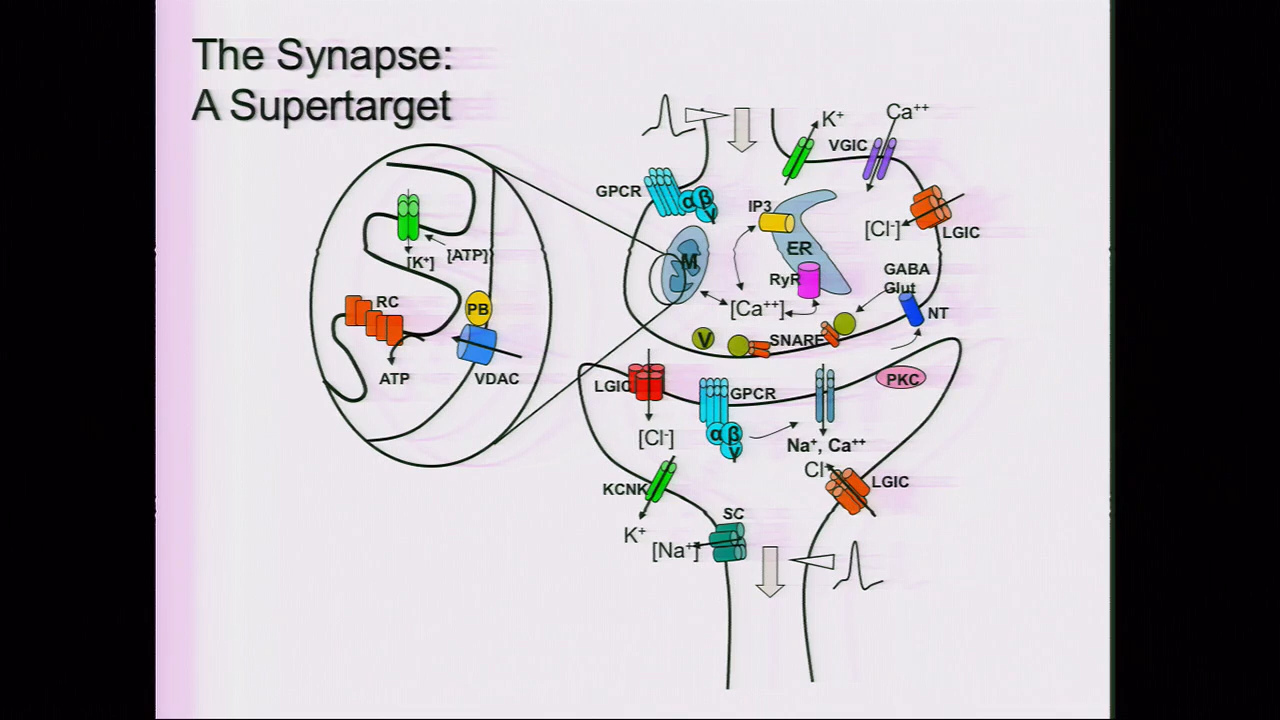 The Synapse:
A Supertarget
K⁺
Ca⁺⁺
VGIC
GPCR
α β
γ
IP3
[Cl⁻]
LGIC
ER
M
RyR
GABA
Glut
[Ca⁺⁺]
NT
V
SNARE
[K⁺]
[ATP]
RC
PB
ATP
VDAC
LGIC
GPCR
PKC
α β
γ
[Cl⁻]
Na⁺, Ca⁺⁺
Cl⁻
LGIC
KCNK
SC
K⁺
[Na⁺]